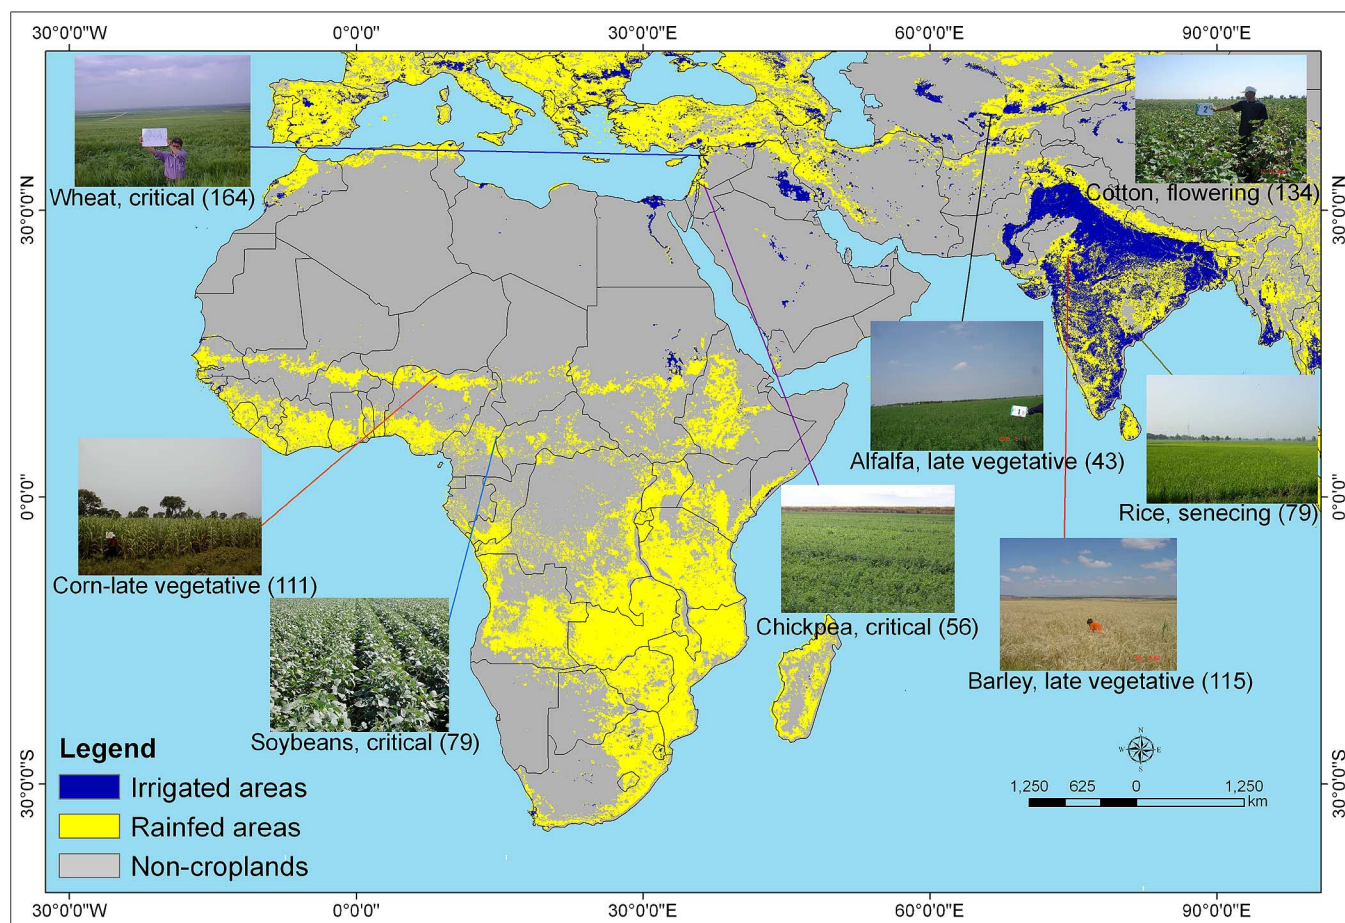 30°0'0"W 0°0'0" 30°0'0"E 60°0'0"E 90°0'0"E
Wheat, critical (164)
Cotton, flowering (134)
30°0'0"N
30°0'0"N
Alfalfa, late vegetative (43)
Rice, senecing (79)
0°0'0"
0°0'0"
Corn-late vegetative (111)
Chickpea, critical (56)
Barley, late vegetative (115)
Soybeans, critical (79)
Legend
Irrigated areas
Rainfed areas
Non-croplands
N
W E
S
1,250 625 0 1,250
km
30°0'0"S
30°0'0"S
30°0'0"W 0°0'0" 30°0'0"E 60°0'0"E 90°0'0"E